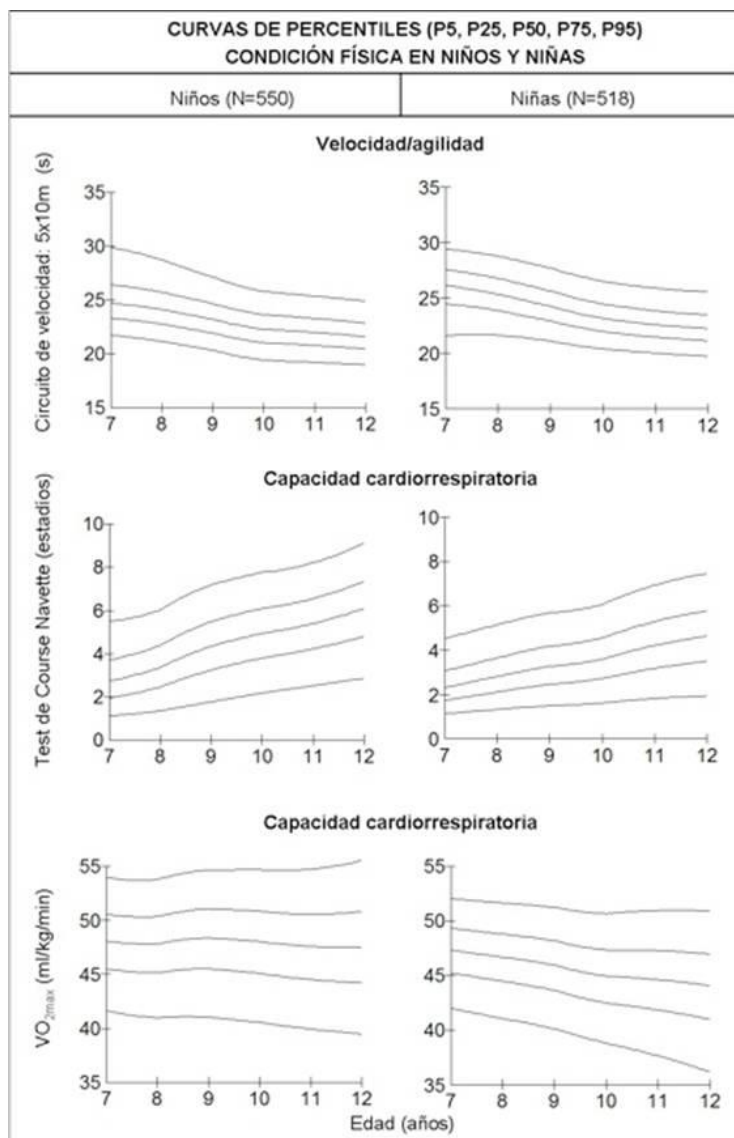 CURVAS DE PERCENTILES (P5, P25, P50, P75, P95)
CONDICIÓN FÍSICA EN NIÑOS Y NIÑAS
Niños (N=550)
Niñas (N=518)
Velocidad/agilidad
Circuito de velocidad: 5x10m (s)
35
30
25
20
15
7 8 9 10 11 12
35
30
25
20
15
7 8 9 10 11 12
Capacidad cardiorrespiratoria
Test de Course Navette (estadios)
10
8
6
4
2
0
7 8 9 10 11 12
10
8
6
4
2
0
7 8 9 10 11 12
Capacidad cardiorrespiratoria
VO2max (ml/kg/min)
55
50
45
40
35
7 8 9 10 11 12
55
50
45
40
35
7 8 9 10 11 12
Edad (años)